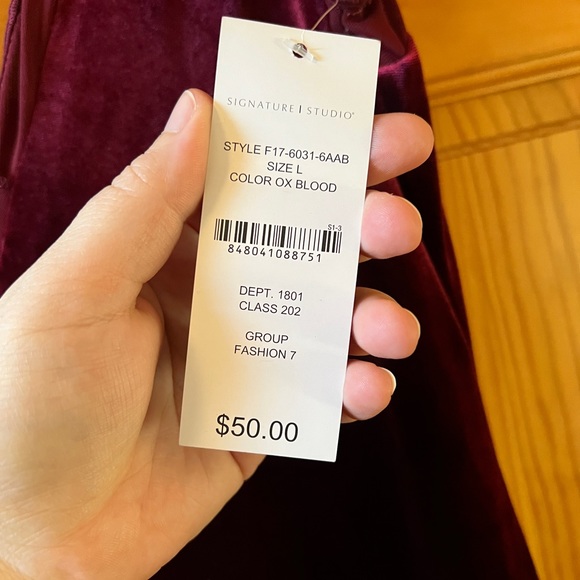 SIGNATURE | STUDIO®
STYLE F17-6031-6AAB
SIZE L
COLOR OX BLOOD
S1-3
848041088751
DEPT. 1801
CLASS 202
GROUP
FASHION 7
$50.00